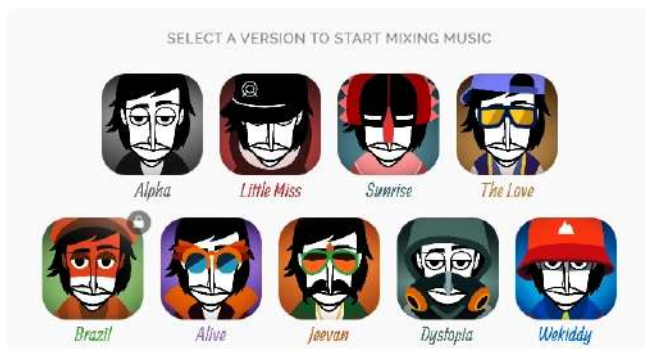 SELECT A VERSION TO START MIXING MUSIC
Alpha Little Miss Sunrise The Love
Brazil Alive Jeevan Dystopia Wekiddy